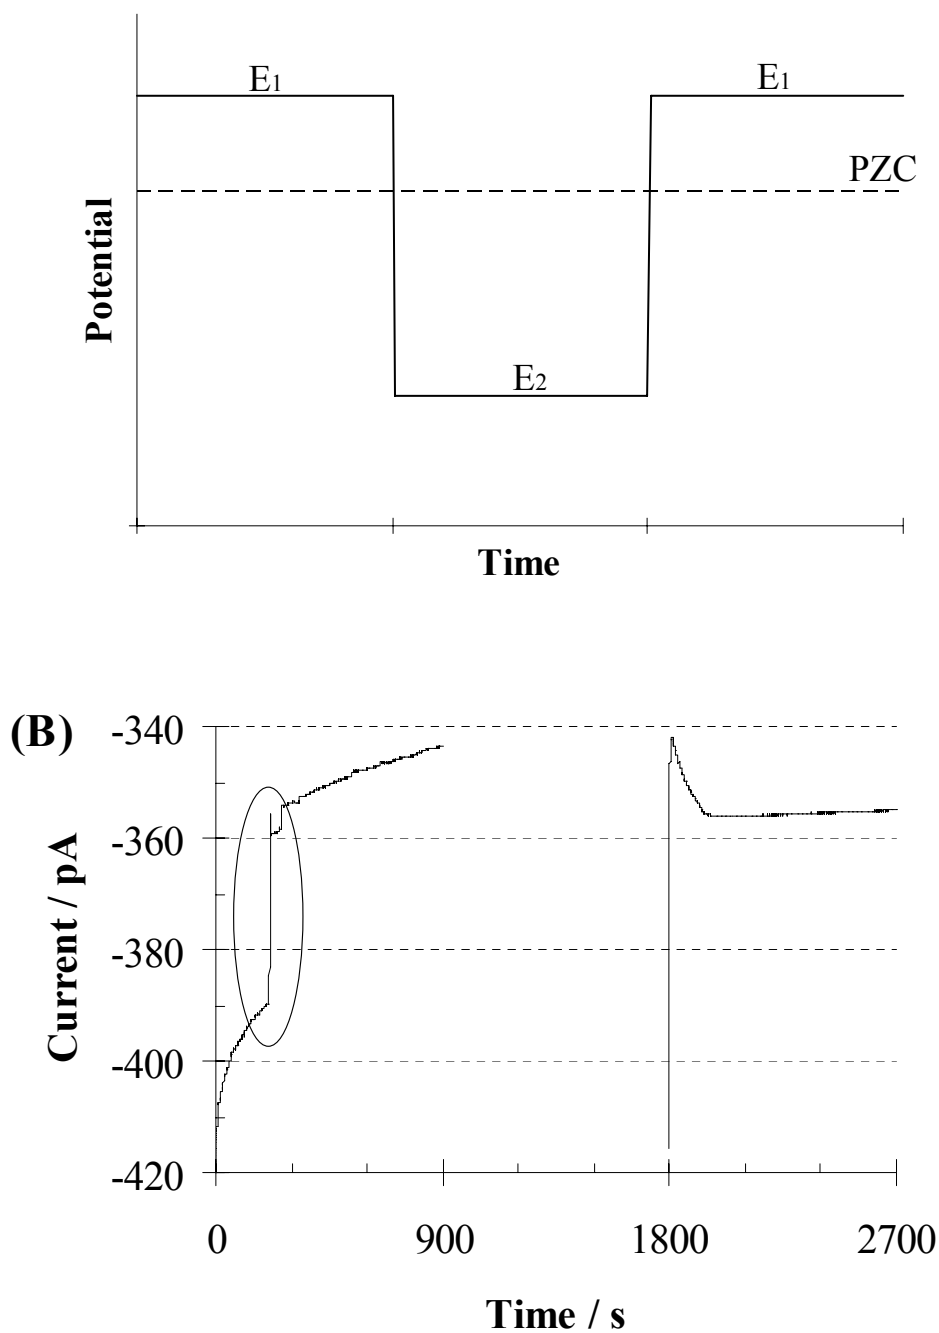 E1
E1
PZC
Potential
E2
Time
(B)
-340
-360
-380
-400
-420
Current / pA
0 900 1800 2700
Time / s